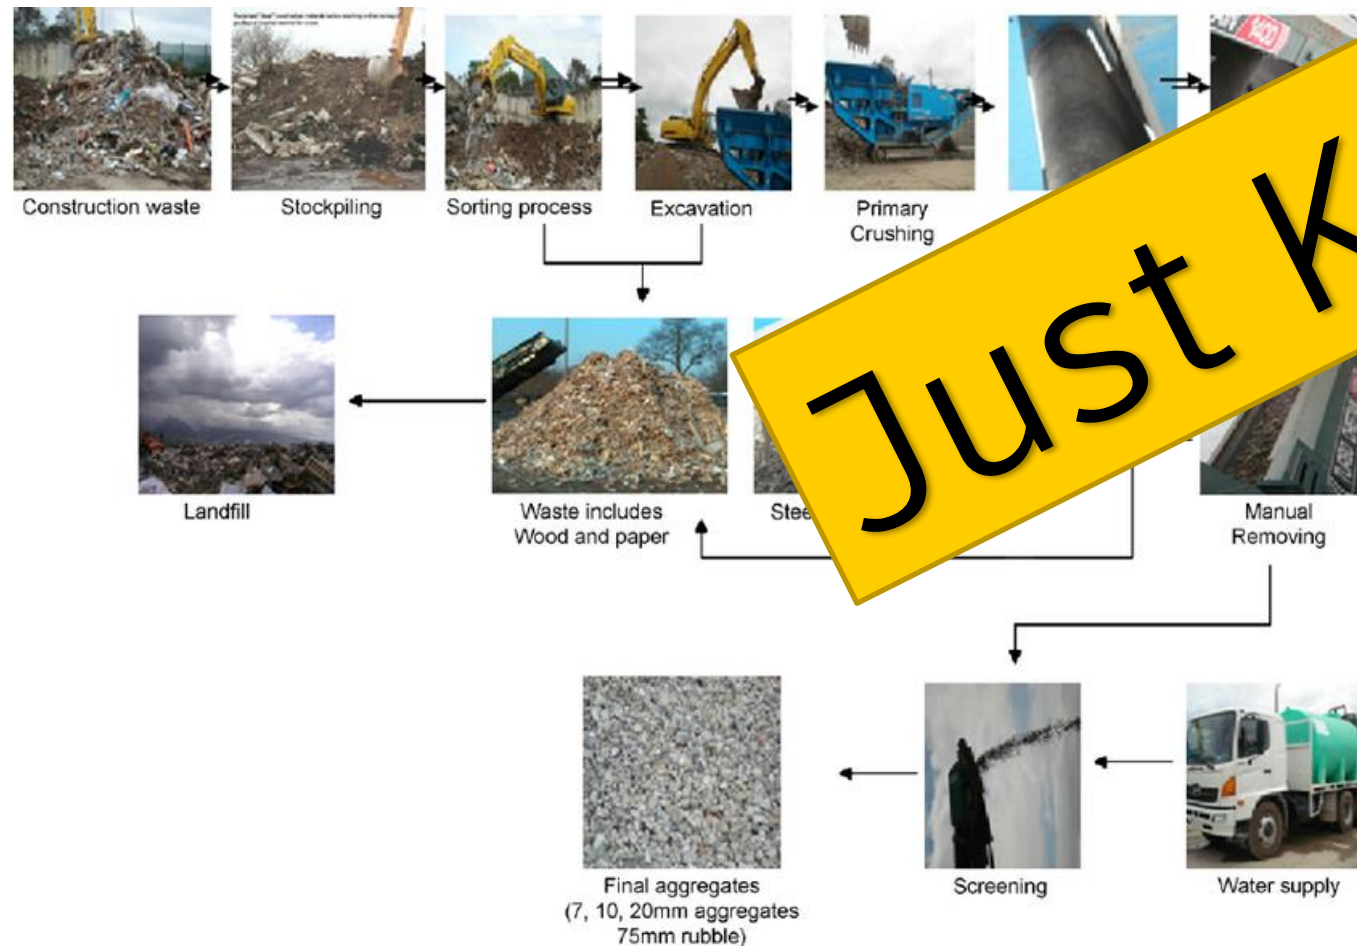 Construction waste
Stockpiling
Sorting process
Excavation
Primary
Crushing
1400
Just K
Landfill
Waste includes
Wood and paper
Stee
Manual
Removing
Final aggregates
(7, 10, 20mm aggregates
75mm rubble)
Screening
Water supply